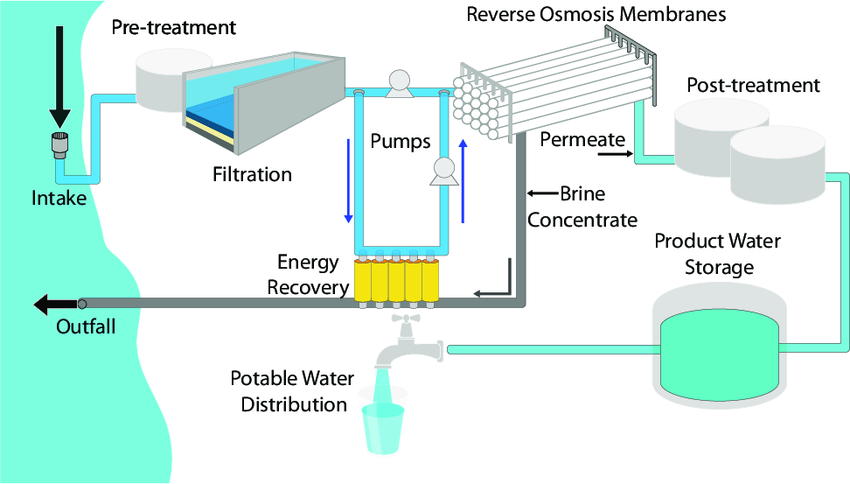 Reverse Osmosis Membranes
Pre-treatment
Post-treatment
Pumps
Permeate
Filtration
Intake
Brine
Concentrate
Product Water
Storage
Energy
Recovery
Outfall
Potable Water
Distribution